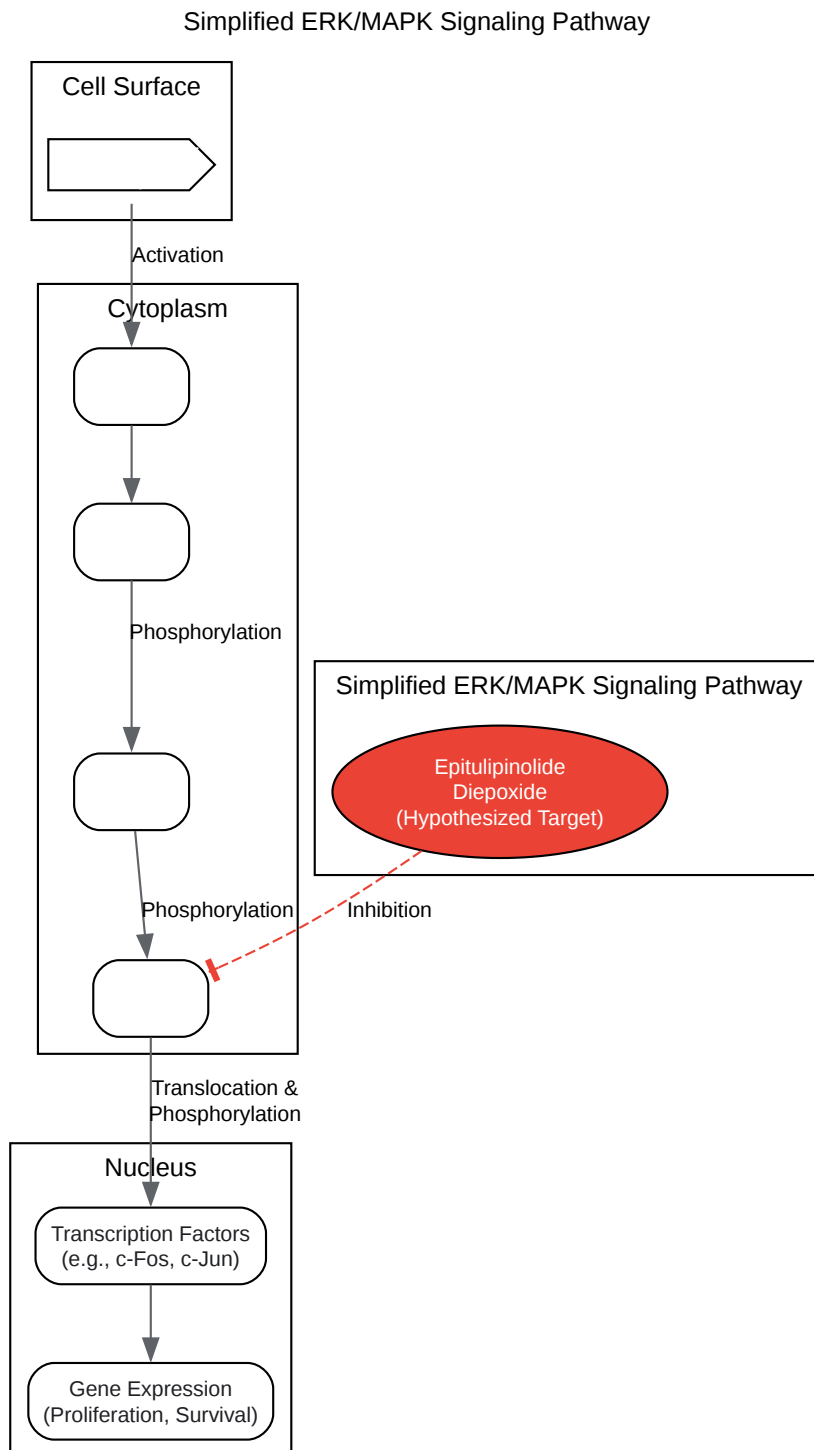 Simplified ERK/MAPK Signaling Pathway
Cell Surface
Activation
Cytoplasm
Phosphorylation
Simplified ERK/MAPK Signaling Pathway
Epitulipinolide
Diepoxide
(Hypothesized Target)
Phosphorylation
Inhibition
Translocation &
Phosphorylation
Nucleus
Transcription Factors
(e.g., c-Fos, c-Jun)
Gene Expression
(Proliferation, Survival)